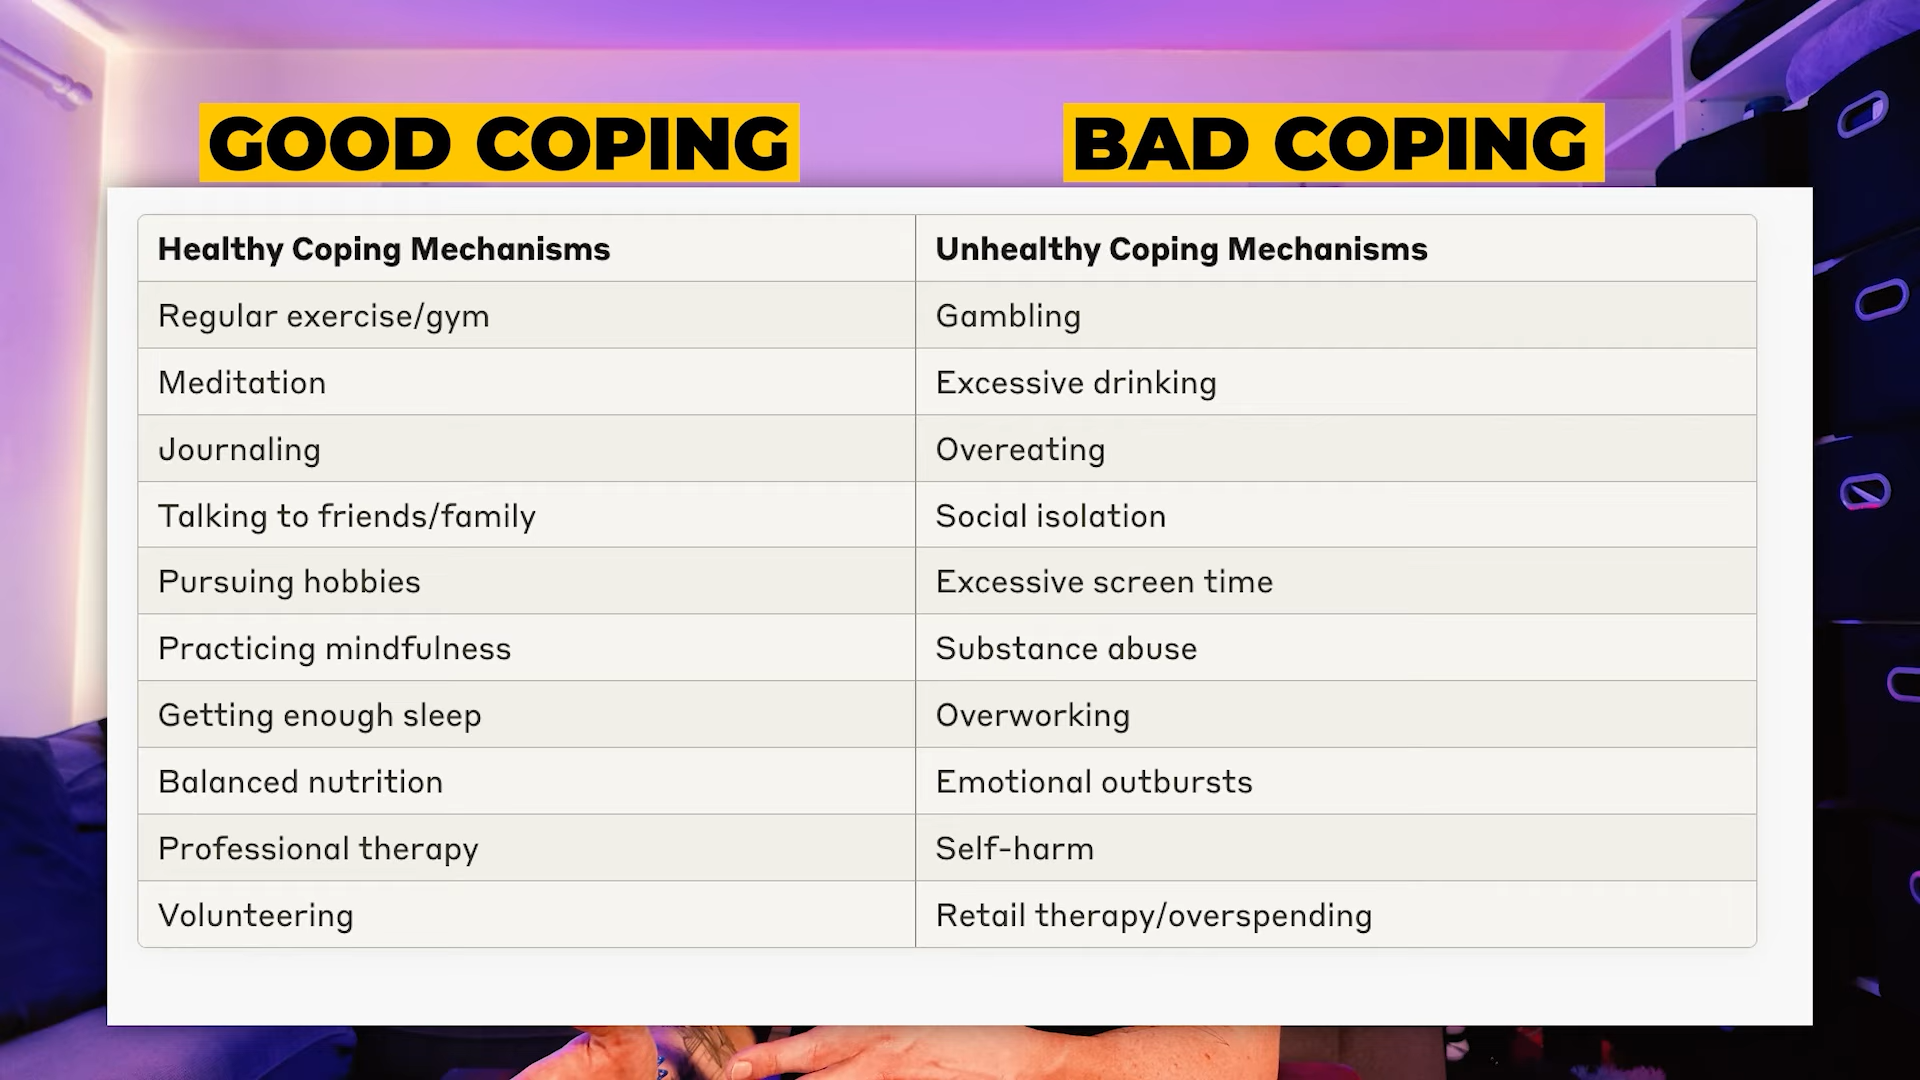 GOOD COPING
BAD COPING
Healthy Coping Mechanisms
Unhealthy Coping Mechanisms
Regular exercise/gym
Gambling
Meditation
Excessive drinking
Journaling
Overeating
Talking to friends/family
Social isolation
Pursuing hobbies
Excessive screen time
Practicing mindfulness
Substance abuse
Getting enough sleep
Overworking
Balanced nutrition
Emotional outbursts
Professional therapy
Self-harm
Volunteering
Retail therapy/overspending